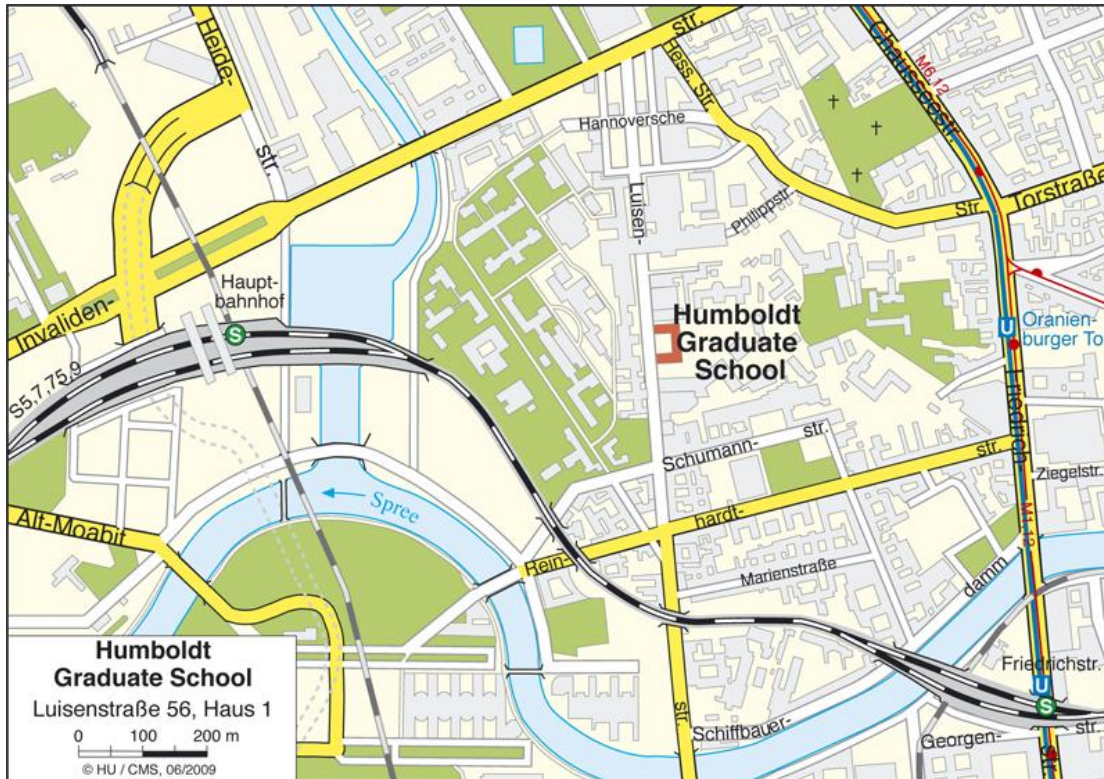 Heide-
str.
str.
Hess. Str.
Chausseestr.
M6,12
Hannoversche
Luisen-
Philippstr.
Str.
Torstraße
Invaliden-
Haupt-
bahnhof
S
S5,7,75,9
Humboldt
Graduate
School
U
Oranien-
burger To
Friedrich-
Schumann-
str.
str.
Ziegelstr.
hardt-
Rein-
Spree
Alt-Moabit
M1,12
Marienstraße
damm
Friedrichstr.
U
S
str.
Schiffbauer-
Georgen-
str.
str.
Humboldt
Graduate School
Luisenstraße 56, Haus 1
0 100 200 m
© HU / CMS, 06/2009